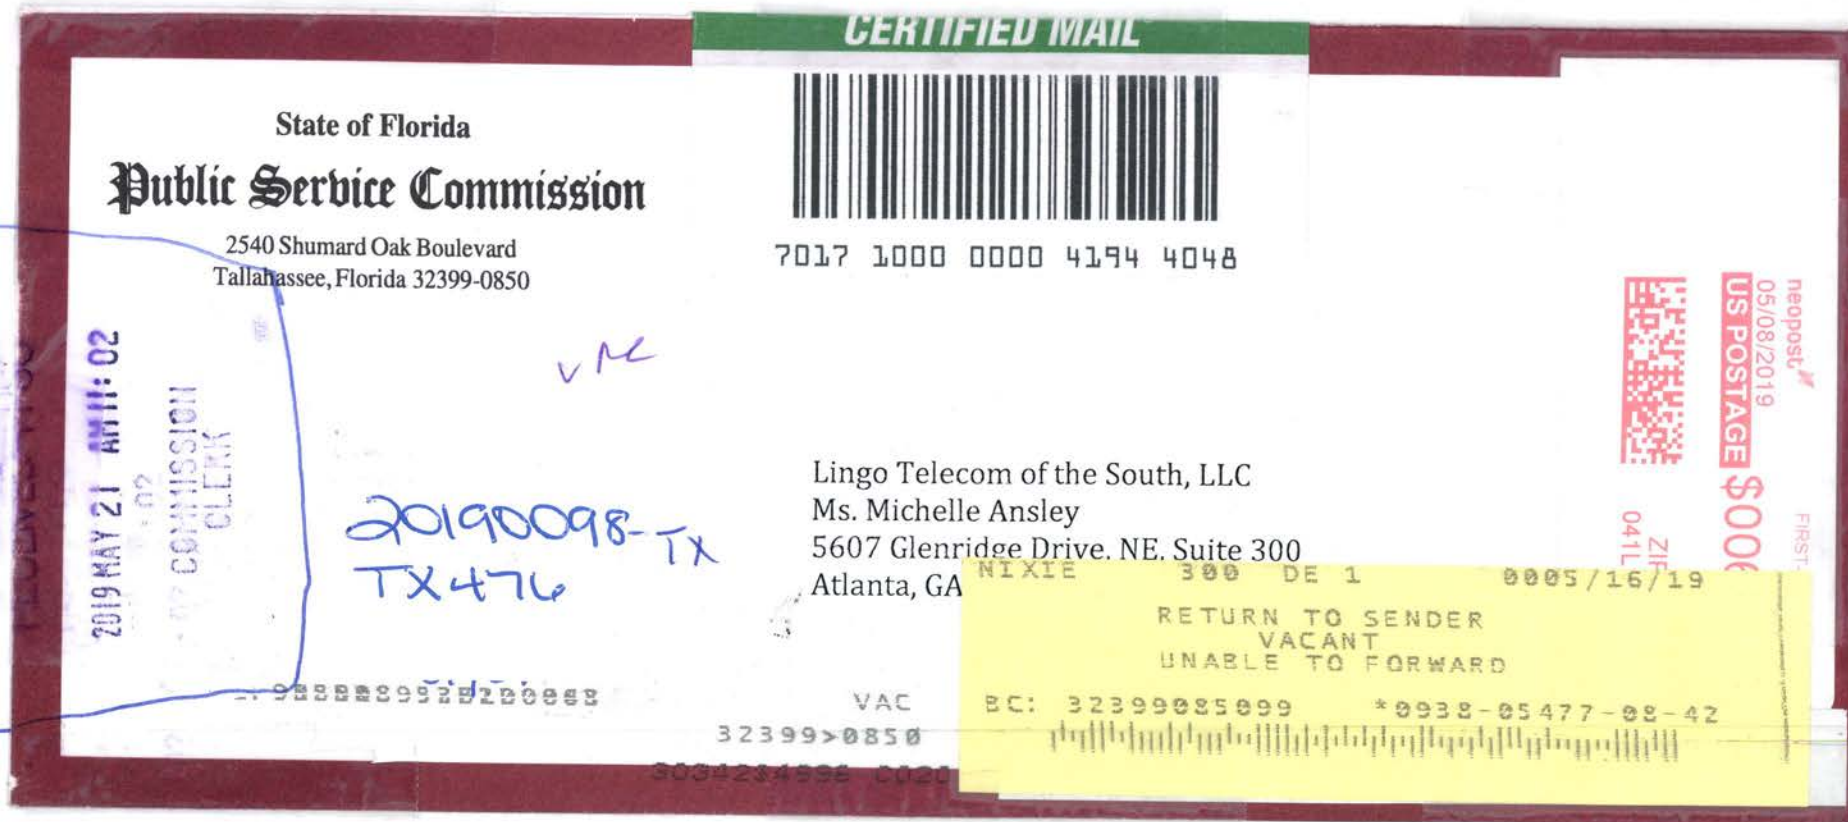 CERTIFIED MAIL
State of Florida
Public Service Commission
2540 Shumard Oak Boulevard
Tallahassee, Florida 32399-0850
7017 1000 0000 4194 4048
neopost
05/08/2019
US POSTAGE
FIRST-
ZIP
041L
2019 MAY 21 AM 11:02
COMMISSION
CLERK
20190098-TX
TX476
Lingo Telecom of the South, LLC
Ms. Michelle Ansley
5607 Glenridge Drive, NE, Suite 300
Atlanta, GA
NIXIE 300 DE 1 0005/16/19
RETURN TO SENDER
VACANT
UNABLE TO FORWARD
VAC
32399>0850
BC: 32399085099 *0938-05477-08-42